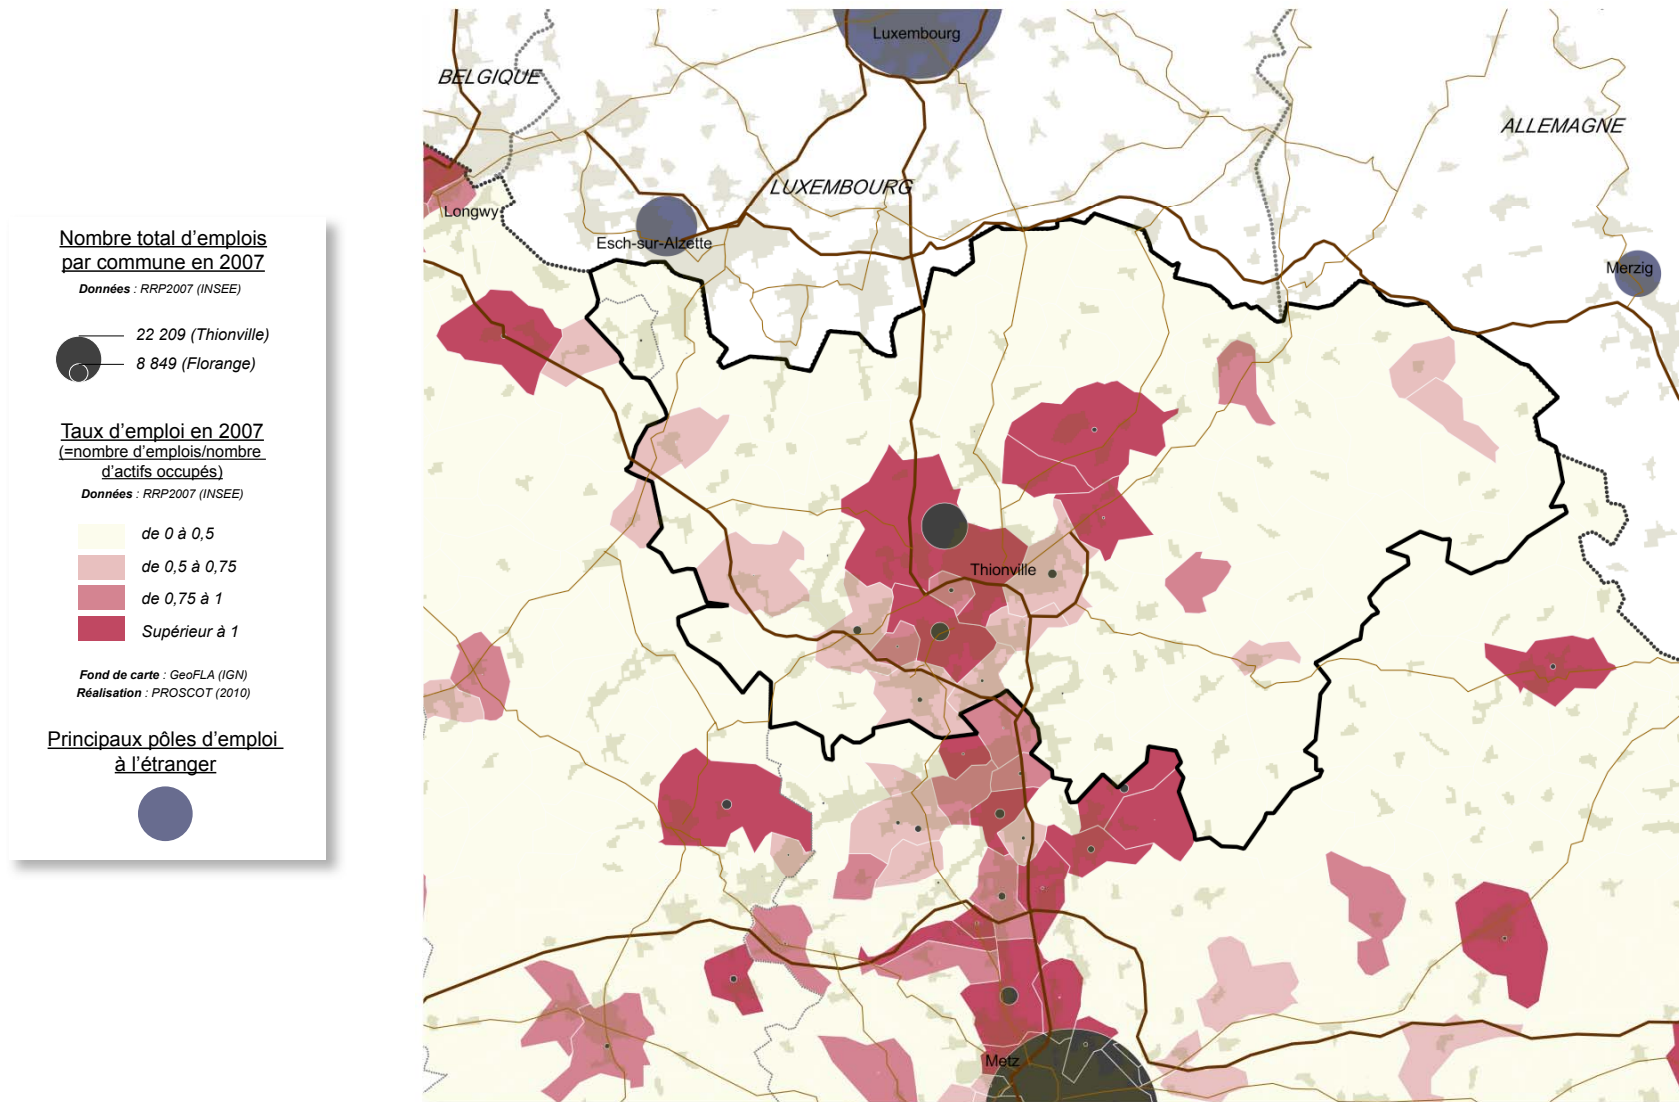 Nombre total d'emplois
par commune en 2007
Données : RRP2007 (INSEE)
22 209 (Thionville)
8 849 (Florange)
Taux d'emploi en 2007
(=nombre d'emplois/nombre
d'actifs occupés)
Données : RRP2007 (INSEE)
de 0 à 0,5
de 0,5 à 0,75
de 0,75 à 1
Supérieur à 1
Fond de carte : GeoFLA (IGN)
Réalisation : PROSCOT (2010)
Principaux pôles d'emploi
à l'étranger
Luxembourg
BELGIQUE
ALLEMAGNE
LUXEMBOURG
Longwy
Esch-sur-Alzette
Merzig
Thionville
Metz